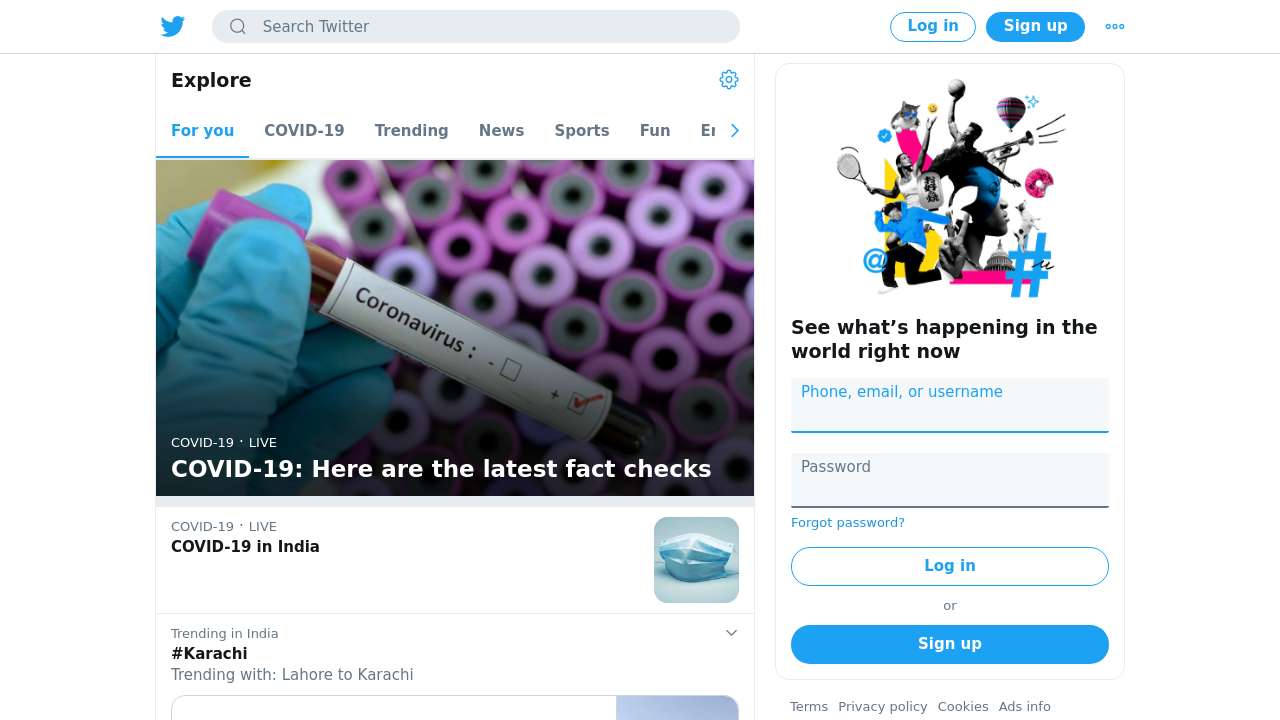 Search Twitter
Log in
Sign up
Explore
For you
COVID-19
Trending
News
Sports
Fun
Coronavirus :
-
+
COVID-19 · LIVE
COVID-19: Here are the latest fact checks
COVID-19 · LIVE
COVID-19 in India
Trending in India
#Karachi
Trending with: Lahore to Karachi
@
#
See what’s happening in the
world right now
Phone, email, or username
Password
Forgot password?
Log in
or
Sign up
Terms Privacy policy Cookies Ads info